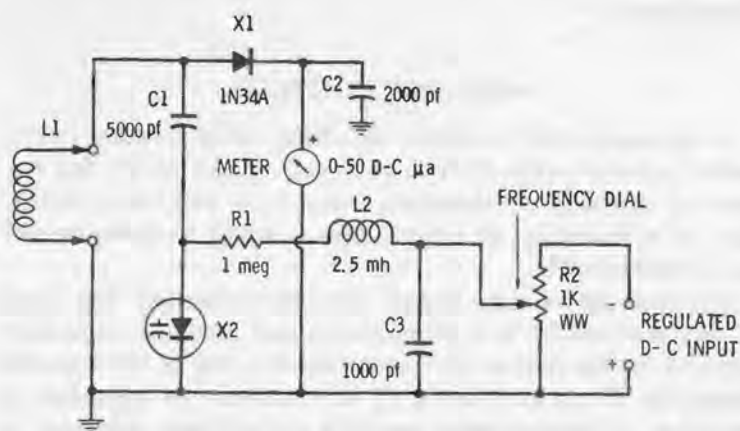 X1
1N34A
C1
5000 pf
C2
2000 pf
L1
+
METER
0-50 D-C μa
FREQUENCY DIAL
R1
1 meg
L2
2.5 mh
R2
1K
WW
-
REGULATED
D-C INPUT
+
X2
C3
1000 pf